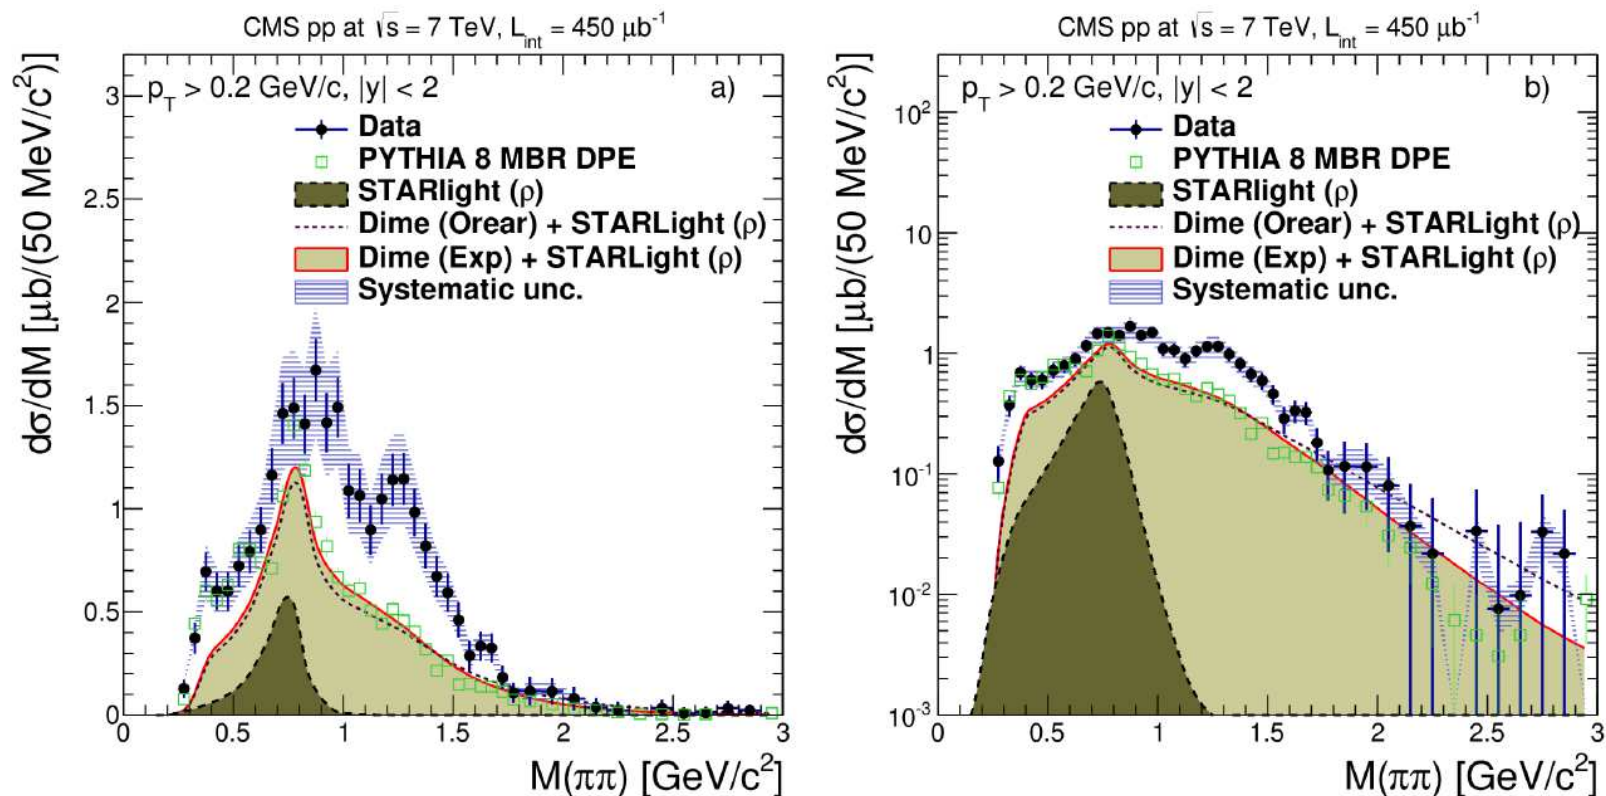 CMS pp at √s = 7 TeV, L_int = 450 μb⁻¹
dσ/dM [μb/(50 MeV/c²)]
p_T > 0.2 GeV/c, |y| < 2
a)
Data
PYTHIA 8 MBR DPE
STARlight (ρ)
Dime (Orear) + STARLight (ρ)
Dime (Exp) + STARLight (ρ)
Systematic unc.
3
2.5
2
1.5
1
0.5
0
0 0.5 1 1.5 2 2.5 3
M(ππ) [GeV/c²]
CMS pp at √s = 7 TeV, L_int = 450 μb⁻¹
dσ/dM [μb/(50 MeV/c²)]
p_T > 0.2 GeV/c, |y| < 2
b)
Data
PYTHIA 8 MBR DPE
STARlight (ρ)
Dime (Orear) + STARLight (ρ)
Dime (Exp) + STARLight (ρ)
Systematic unc.
10²
10
1
10⁻¹
10⁻²
10⁻³
0 0.5 1 1.5 2 2.5 3
M(ππ) [GeV/c²]